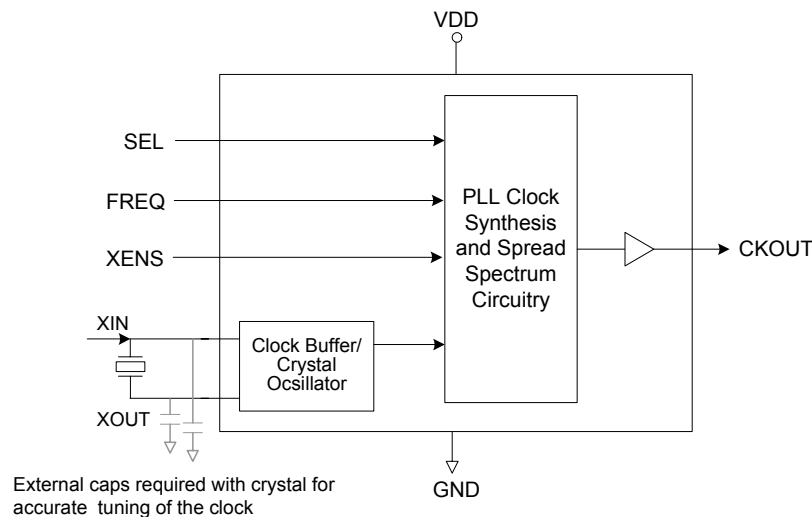 VDD
SEL
FREQ
XENS
PLL Clock
Synthesis
and Spread
Spectrum
Circuitry
CKOUT
XIN
Clock Buffer/
Crystal
Ocsillator
XOUT
GND
External caps required with crystal for
accurate tuning of the clock